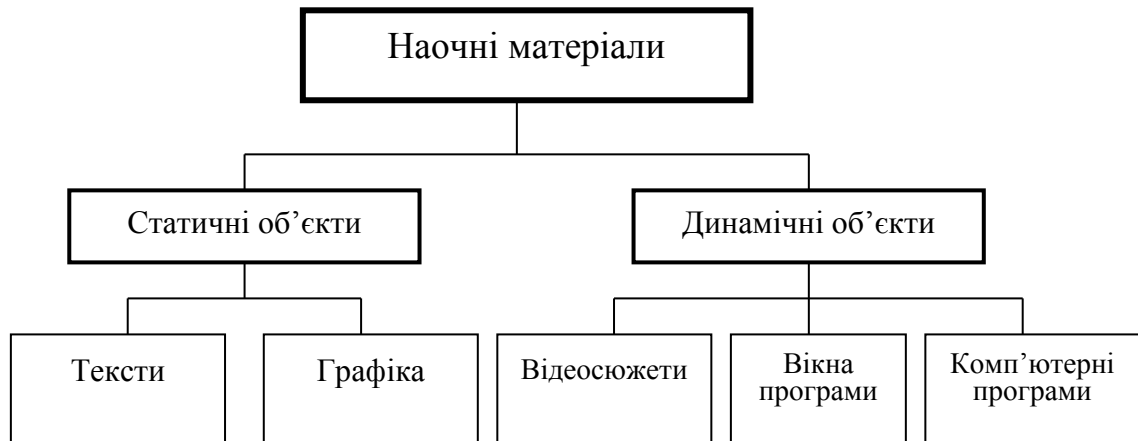 Наочні матеріали
Статичні об’єкти
Динамічні об’єкти
Тексти
Графіка
Відеосюжети
Вікна
програми
Комп’ютерні
програми